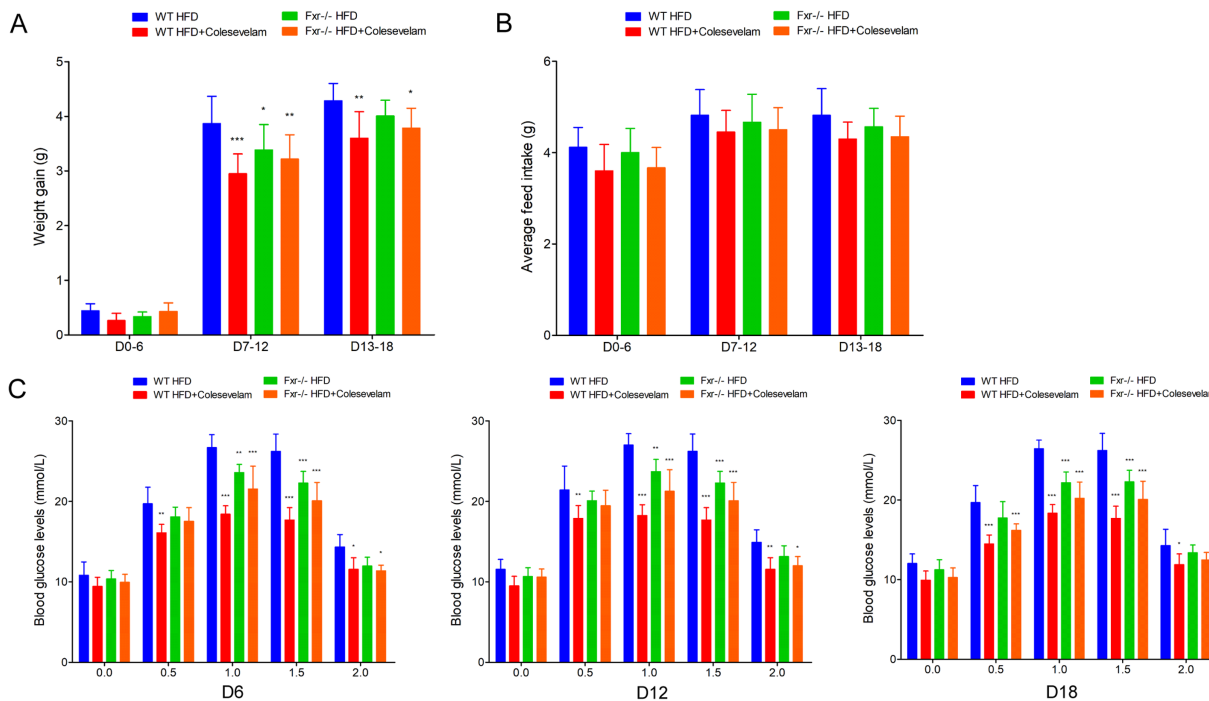 A
WT HFD
Fxr-/- HFD
WT HFD+Colesevelam
Fxr-/- HFD+Colesevelam
Weight gain (g)
5
4
3
2
1
0
***
*
**
**
*
D0-6
D7-12
D13-18
B
WT HFD
Fxr-/- HFD
WT HFD+Colesevelam
Fxr-/- HFD+Colesevelam
Average feed intake (g)
6
4
2
0
D0-6
D7-12
D13-18
C
WT HFD
Fxr-/- HFD
WT HFD+Colesevelam
Fxr-/- HFD+Colesevelam
Blood glucose levels (mmol/L)
30
20
10
0
**
***
**
***
***
***
***
*
*
0.0
0.5
1.0
1.5
2.0
D6
WT HFD
Fxr-/- HFD
WT HFD+Colesevelam
Fxr-/- HFD+Colesevelam
Blood glucose levels (mmol/L)
30
20
10
0
**
***
**
***
***
***
***
**
*
0.0
0.5
1.0
1.5
2.0
D12
WT HFD
Fxr-/- HFD
WT HFD+Colesevelam
Fxr-/- HFD+Colesevelam
Blood glucose levels (mmol/L)
30
20
10
0
***
***
***
***
***
***
***
***
*
0.0
0.5
1.0
1.5
2.0
D18